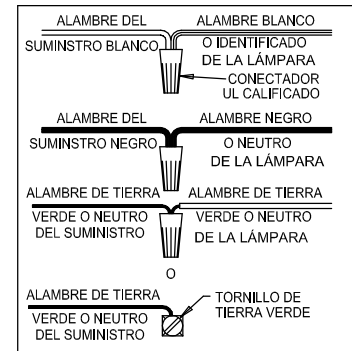 ALAMBRE DEL
SUMINSTRO BLANCO
ALAMBRE BLANCO
O IDENTIFICADO
DE LA LÁMPARA
CONECTADOR
UL CALIFICADO
ALAMBRE DEL
SUMINSTRO NEGRO
ALAMBRE NEGRO
O NEUTRO
DE LA LÁMPARA
ALAMBRE DE TIERRA
VERDE O NEUTRO
DEL SUMINISTRO
ALAMBRE DE TIERRA
VERDE O NEUTRO
DE LA LÁMPARA
O
ALAMBRE DE TIERRA
VERDE O NEUTRO
DEL SUMINISTRO
TORNILLO DE
TIERRA VERDE